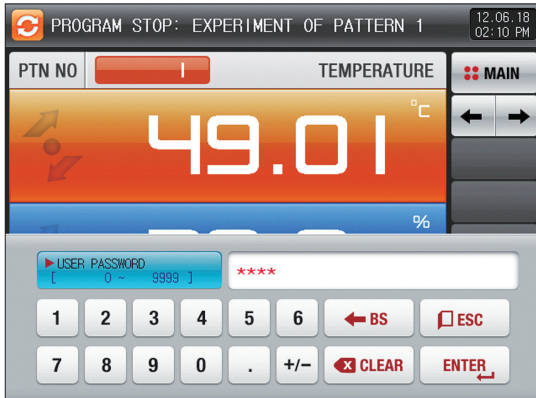 PROGRAM STOP: EXPERIMENT OF PATTERN 1
12.06.18
02:10 PM
PTN NO
1
TEMPERATURE
MAIN
49.01
°C
%
USER PASSWORD
[ 0 ~ 9999 ]
****
1 2 3 4 5 6 BS ESC
7 8 9 0 . +/- CLEAR ENTER